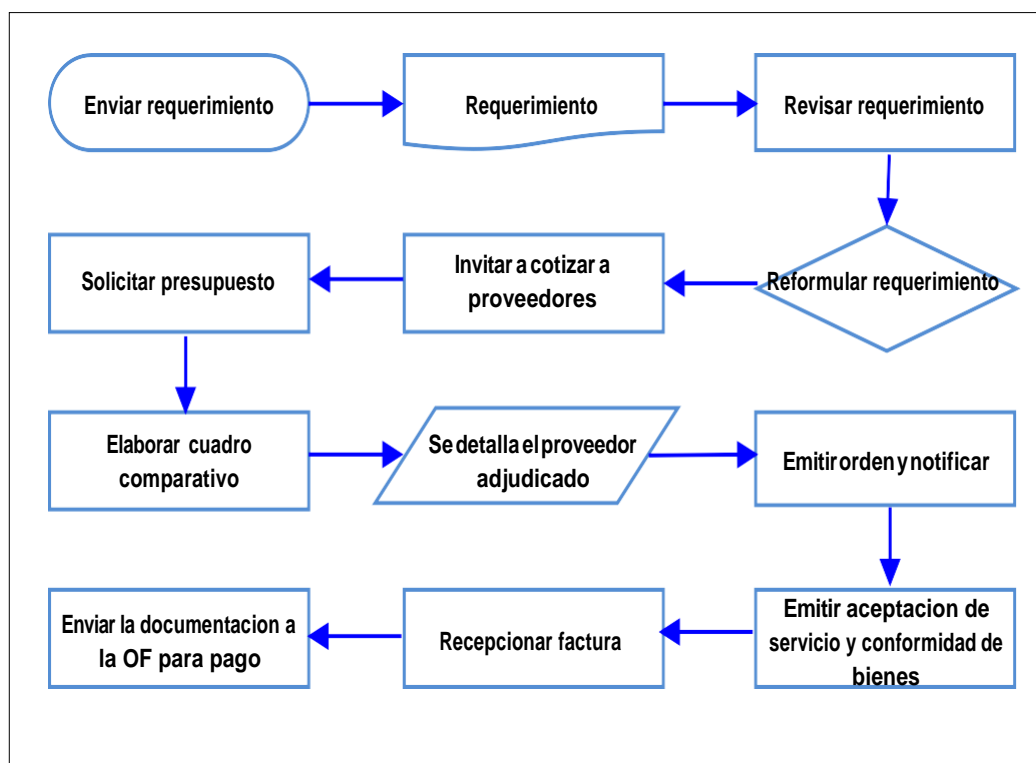 Enviar requerimiento
Requerimiento
Revisar requerimiento
Reformular requerimiento
Invitar a cotizar a
proveedores
Solicitar presupuesto
Elaborar cuadro
comparativo
Se detalla el proveedor
adjudicado
Emitir orden y notificar
Emitir aceptacion de
servicio y conformidad de
bienes
Recepcionar factura
Enviar la documentacion a
la OF para pago